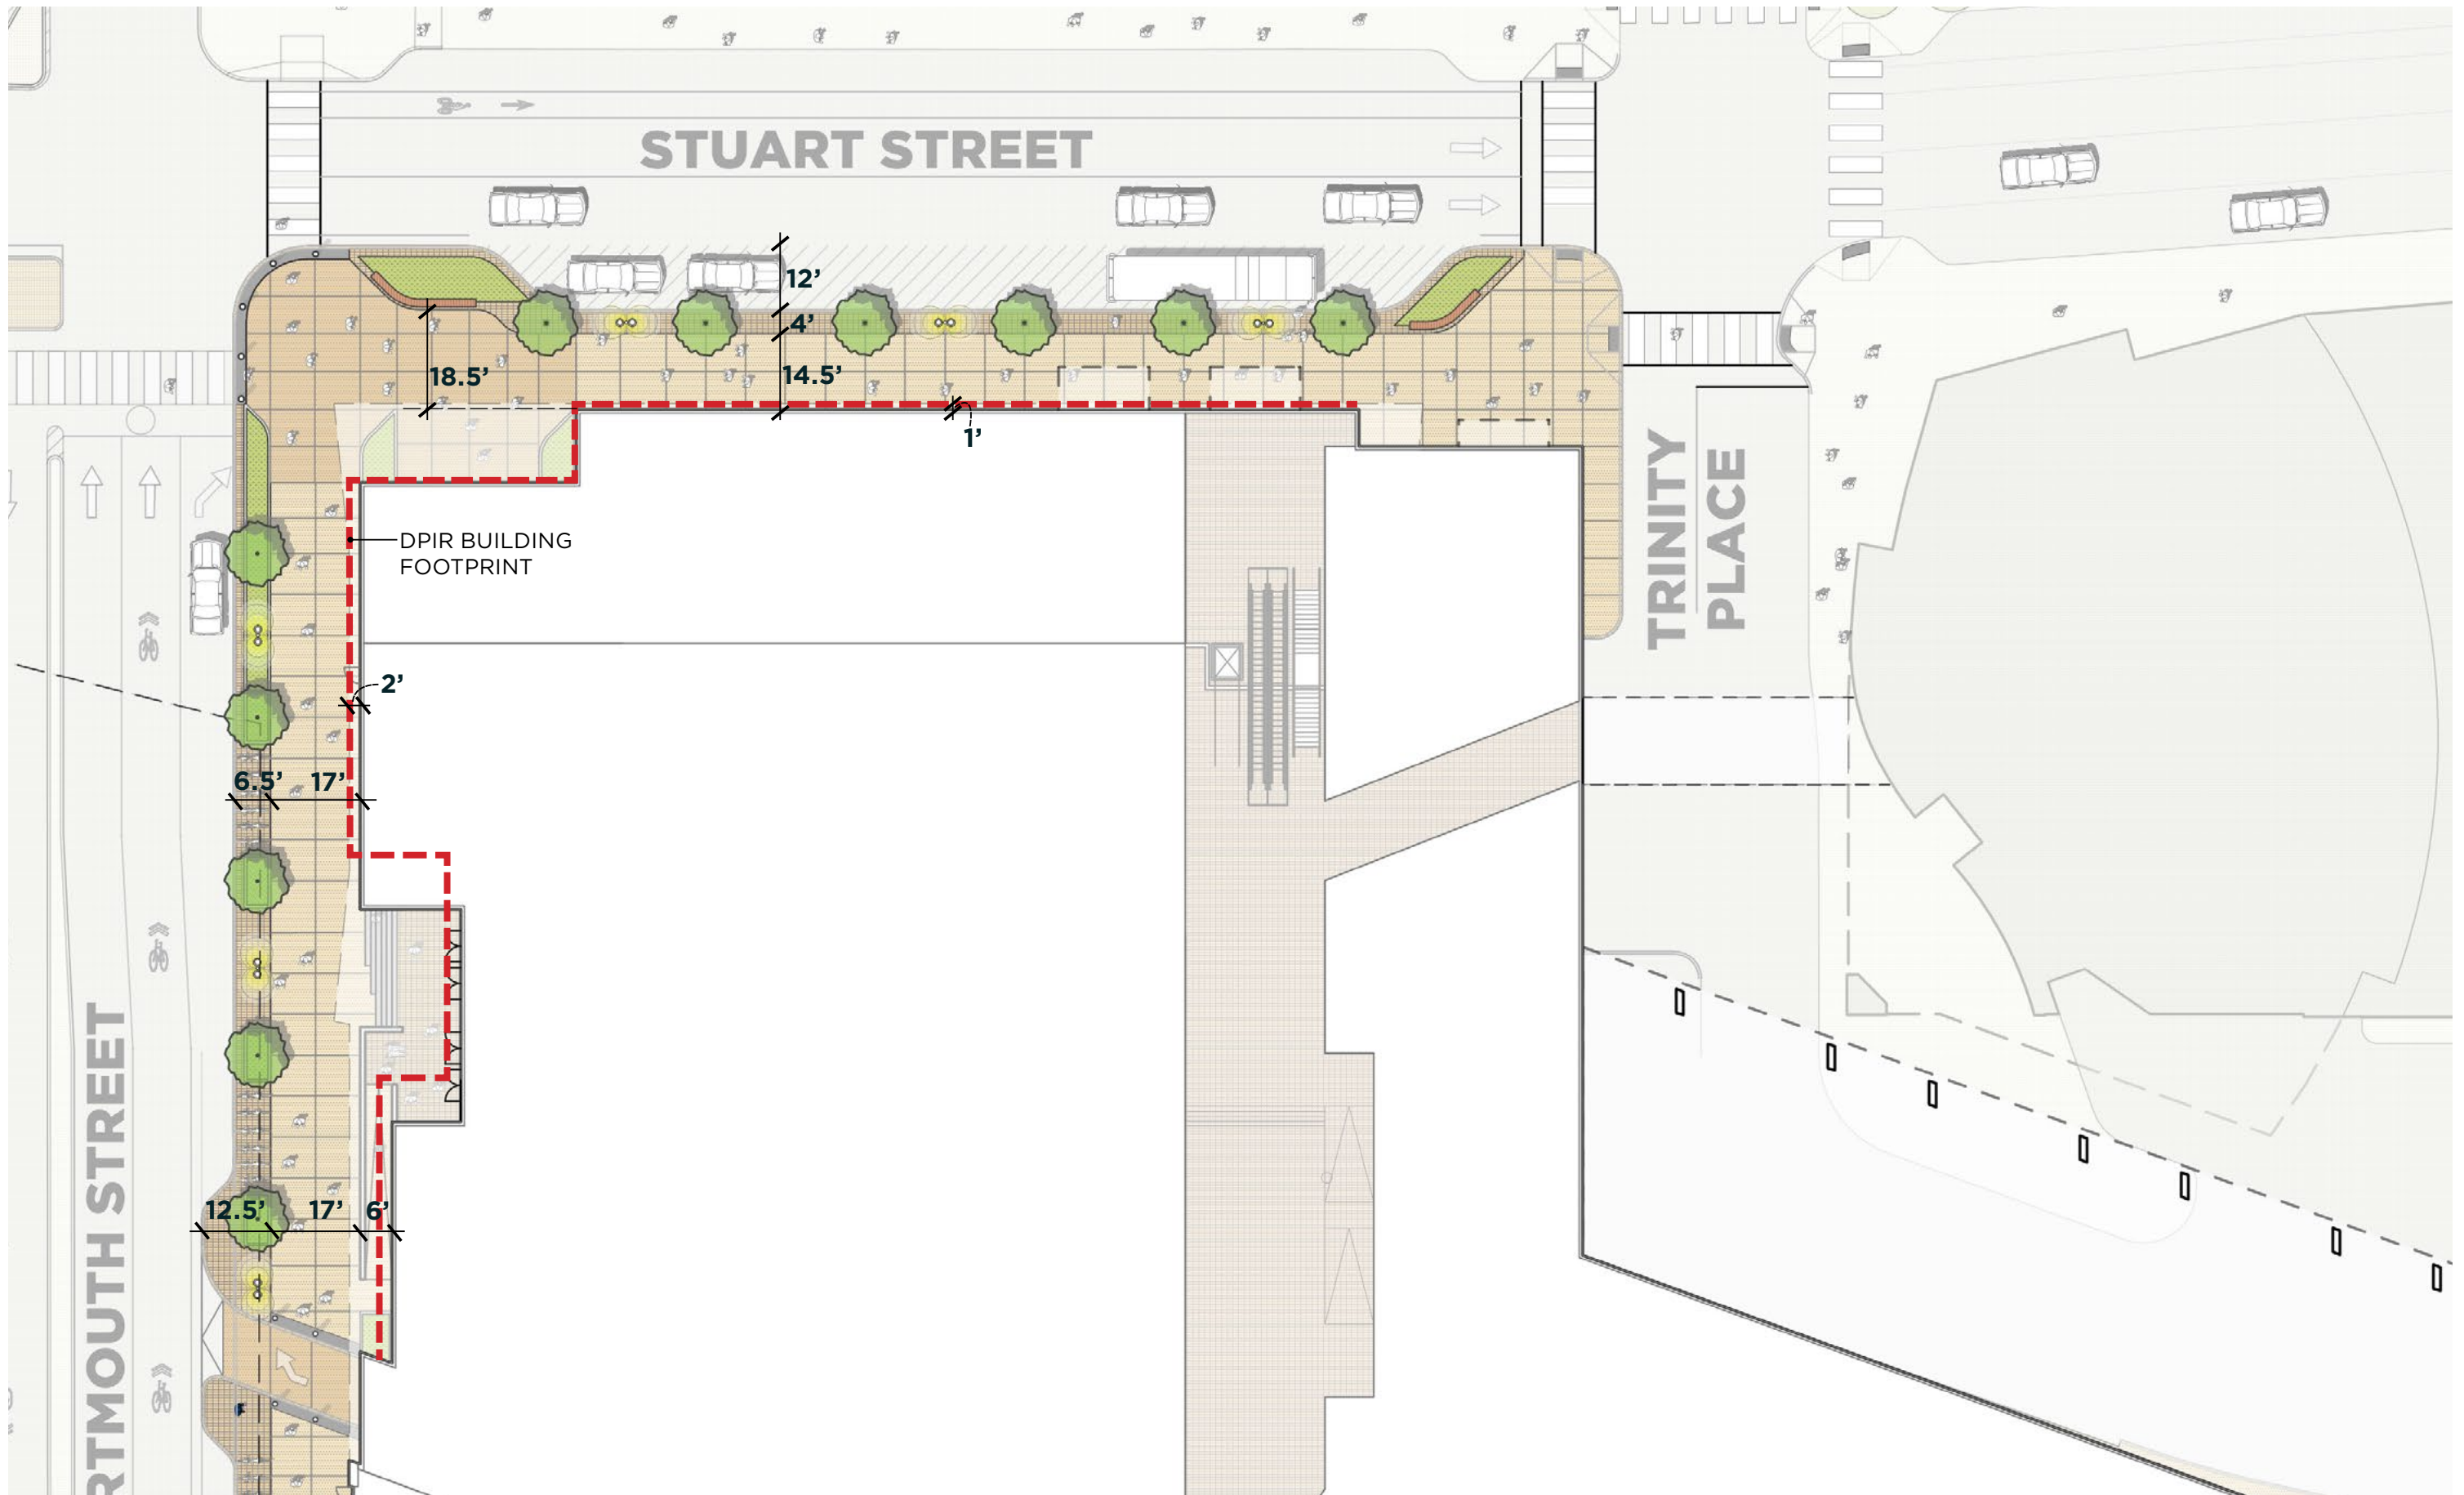 STUART STREET
12'
4'
18.5'
14.5'
1'
TRINITY
PLACE
DPIR BUILDING
FOOTPRINT
2'
6.5'
17'
12.5'
17'
6'
RTMOUTH STREET